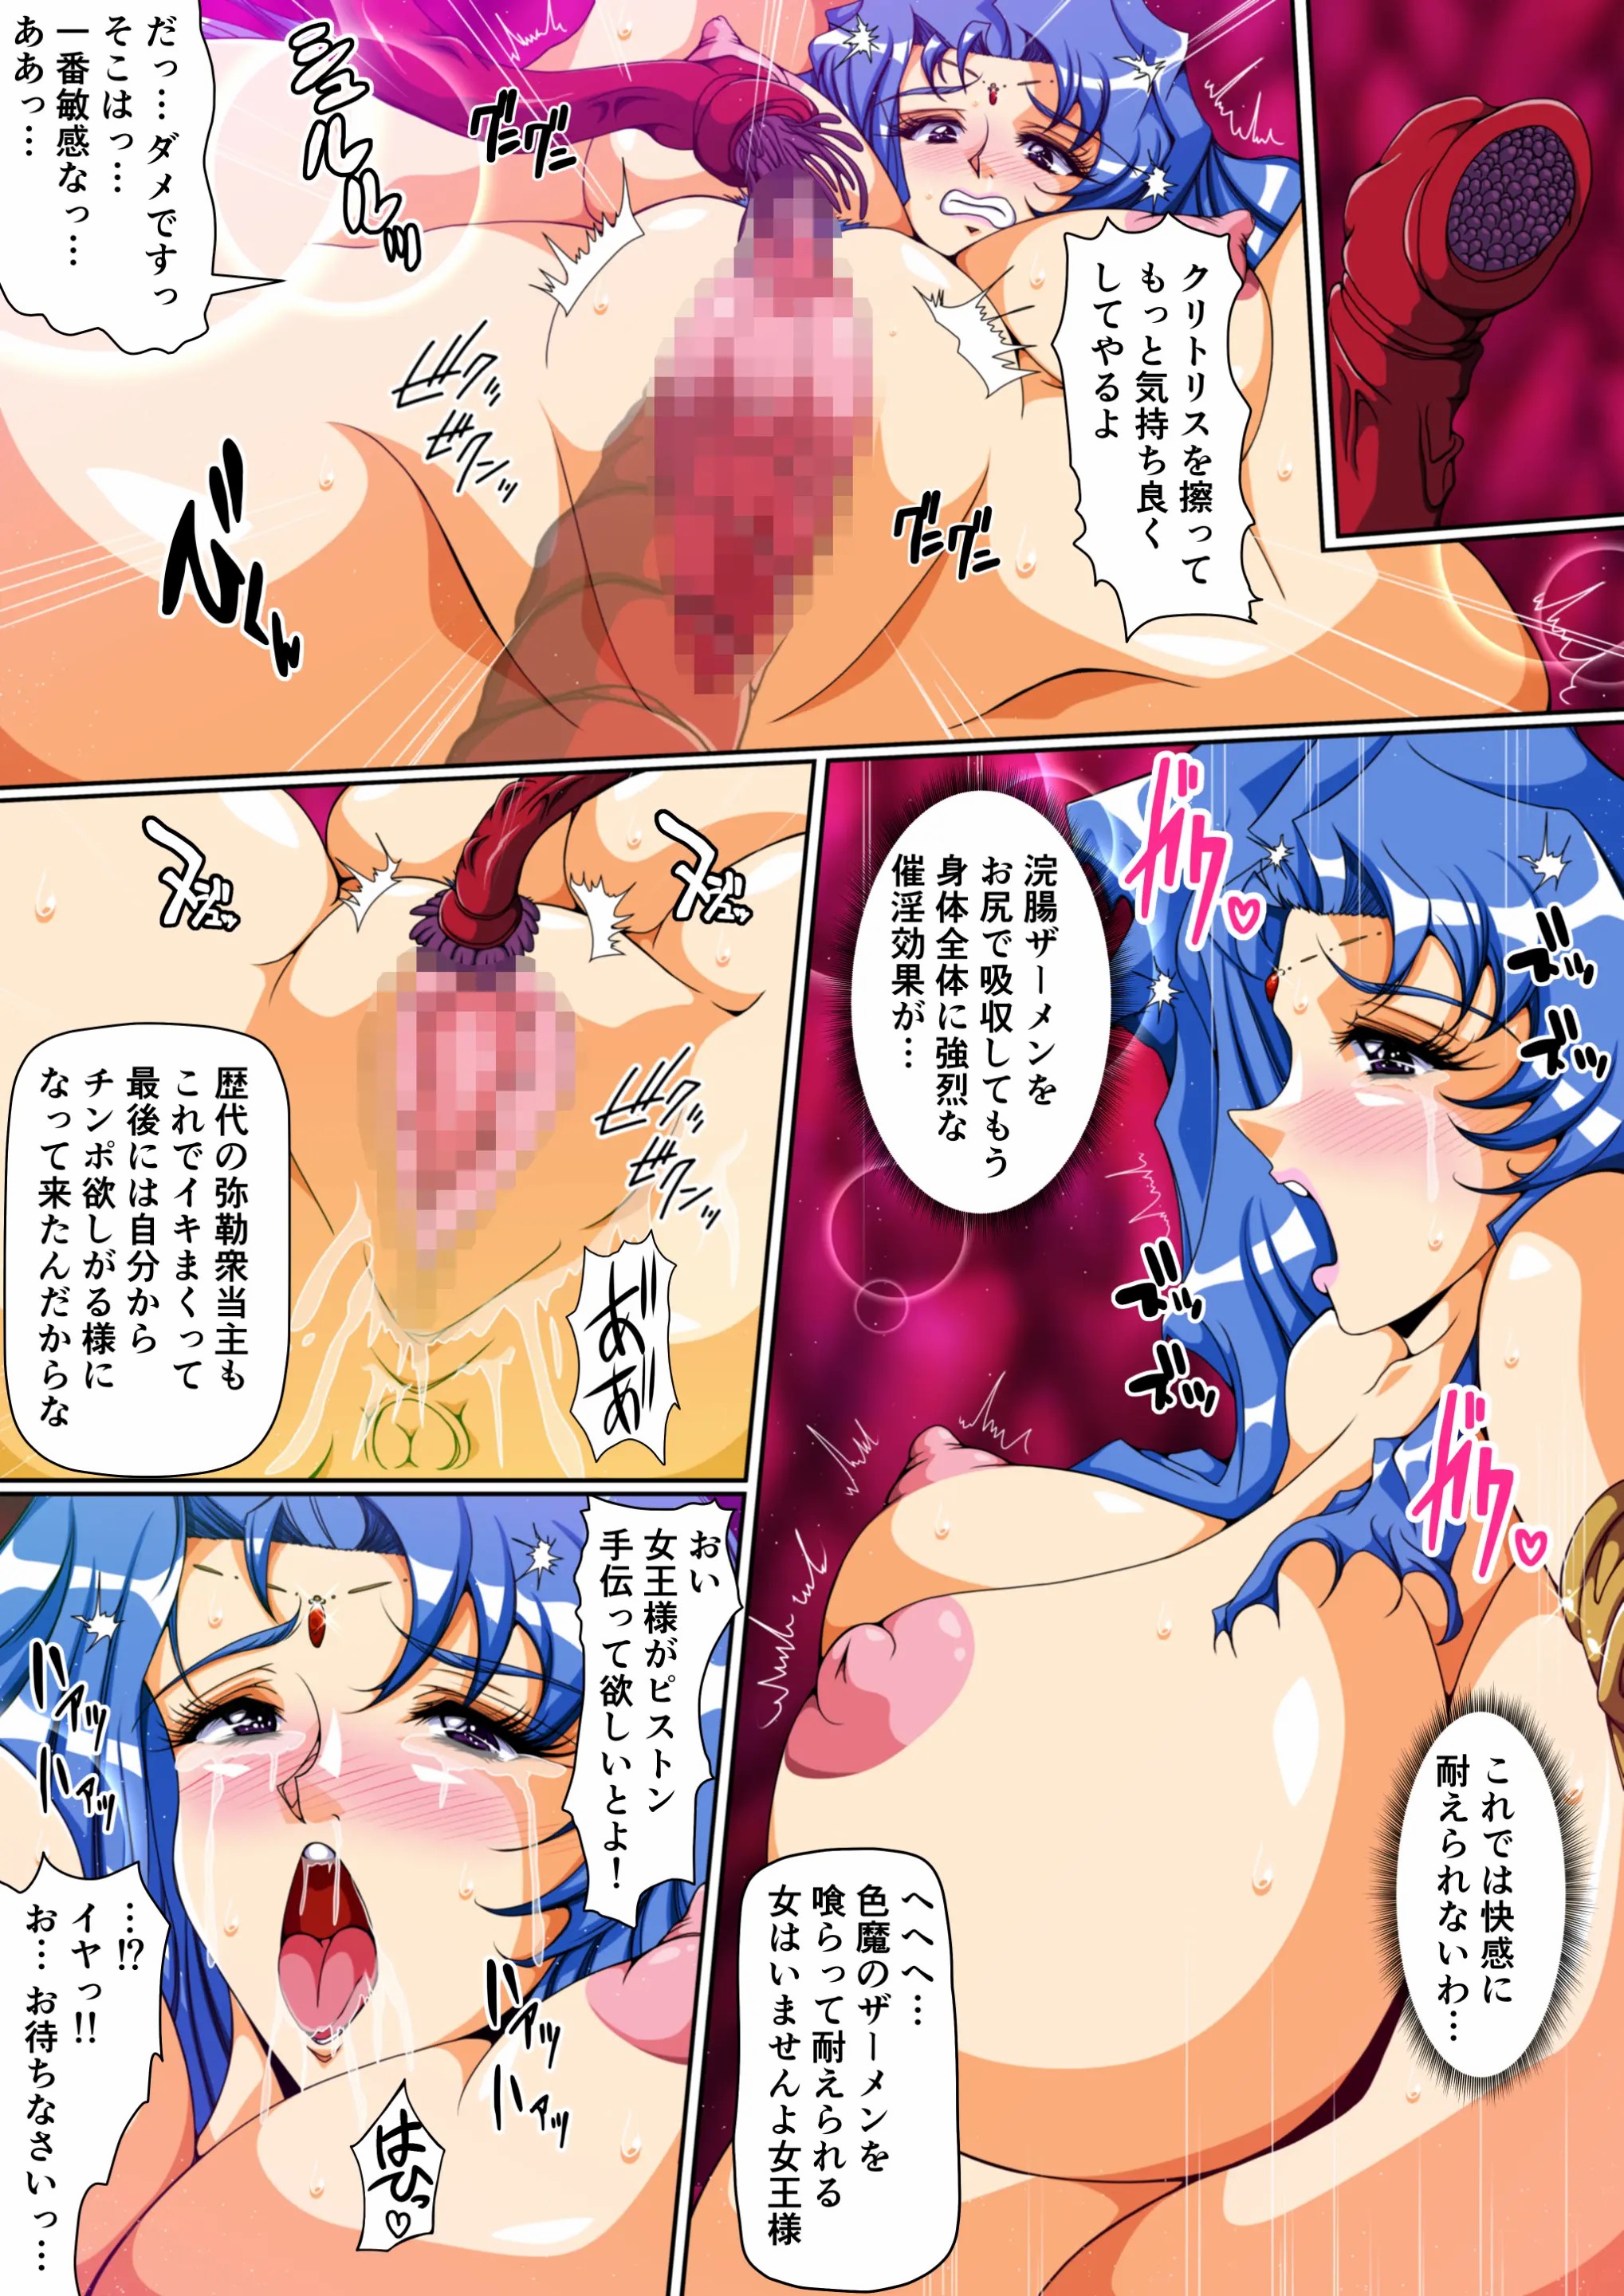 クリトリスを擦って
もっと気持ち良く
してやるよ
グニグニ
シュルルルッ
だっ…ダメですっ
そこはっ…
一番敏感なっ…
ああっ…
ビクッ
ビクンッ
グニグニ
びくん
ガク♡
ズッ
ズッ
浣腸ザーメンを
お尻で吸収してもう
身体全体に強烈な
催淫効果が…
ズッ
ズッ
ガク♡
これでは快感に
耐えられないわ…
へへへ…
色魔のザーメンを
喰らって耐えられる
女はいませんよ女王様
ビクッ
ビクンッ
あ゛あ゛
歴代の弥勒衆当主も
これでイキまくって
最後には自分から
チンポ欲しがる様に
なって来たんだからな
おい
女王様がピストン
手伝って欲しいとよ！
ハァッ
ハァッ
ハァッ
ハァッ
はひっ♡
…!?
イヤっ!!
お…お待ちなさいっ…